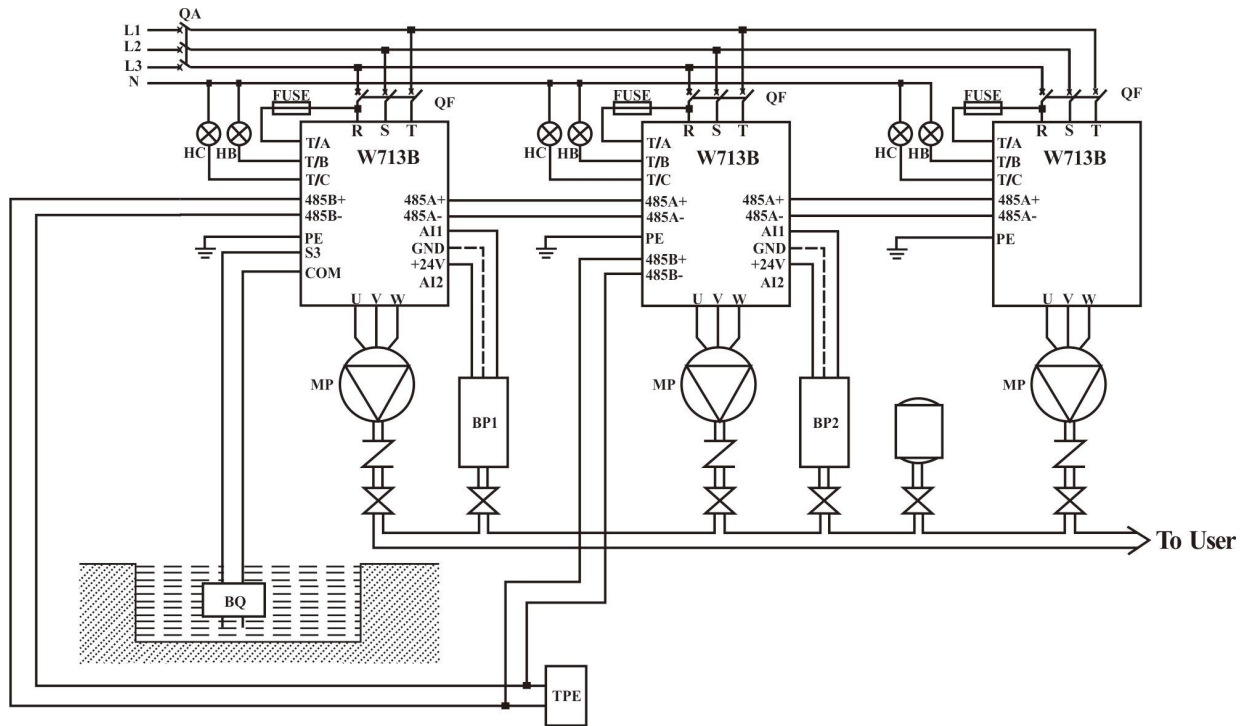 QA
L1
L2
L3
N
FUSE QF FUSE QF FUSE QF
R S T R S T R S T
HC HB T/A W713B HC HB T/A W713B HC HB T/A W713B
T/B T/B T/B
T/C T/C T/C
485B+ 485A+ 485A+ 485A+ 485A+
485B- 485A- 485A- 485A- 485A-
PE AI1 PE AI1 PE
S3 GND 485B+ GND
COM +24V 485B- +24V
AI2 AI2
U V W U V W U V W
MP BP1 MP BP2 MP
To User
BQ
TPE